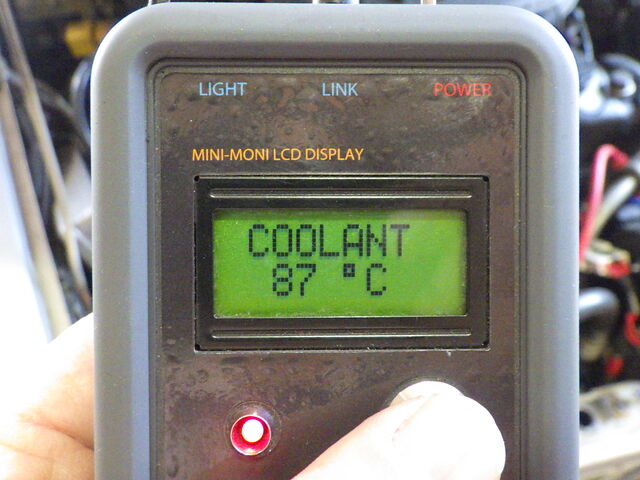 LIGHT LINK POWER
MINI-MONI LCD DISPLAY
COOLANT
87 °C